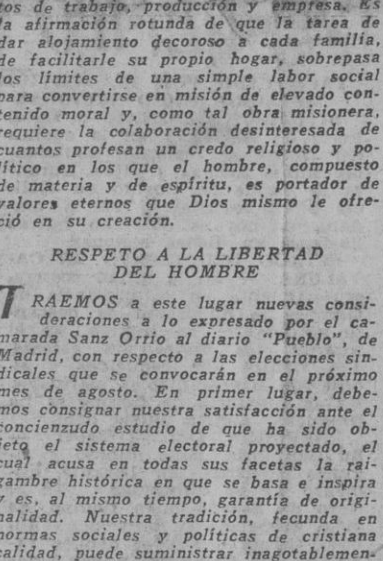 tos de trabajo, producción y empresa. Es
la afirmación rotunda de que la tarea de
dar alojamiento decoroso a cada familia,
de facilitarle su propio hogar, sobrepasa
los límites de una simple labor social
para convertirse en misión de elevado con-
tenido moral y, como tal obra misionera,
requiere la colaboración desinteresada de
cuantos profesan un credo religioso y po-
lítico en los que el hombre, compuesto
de materia y de espíritu, es portador de
valores eternos que Dios mismo le ofre-
ció en su creación.
RESPETO A LA LIBERTAD
DEL HOMBRE
TRAEMOS a este lugar nuevas consi-
deraciones a lo expresado por el ca-
marada Sanz Orrio al diario "Pueblo", de
Madrid, con respecto a las elecciones sin-
dicales que se convocarán en el próximo
mes de agosto. En primer lugar, debe-
mos consignar nuestra satisfacción ante el
concienzudo estudio de que ha sido ob-
jeto el sistema electoral proyectado, el
cual acusa en todas sus facetas la rai-
gambre histórica en que se basa e inspira
y es, al mismo tiempo, garantía de origi-
nalidad. Nuestra tradición, fecunda en
normas sociales y políticas de cristiana
calidad, puede suministrar inagotablemen-